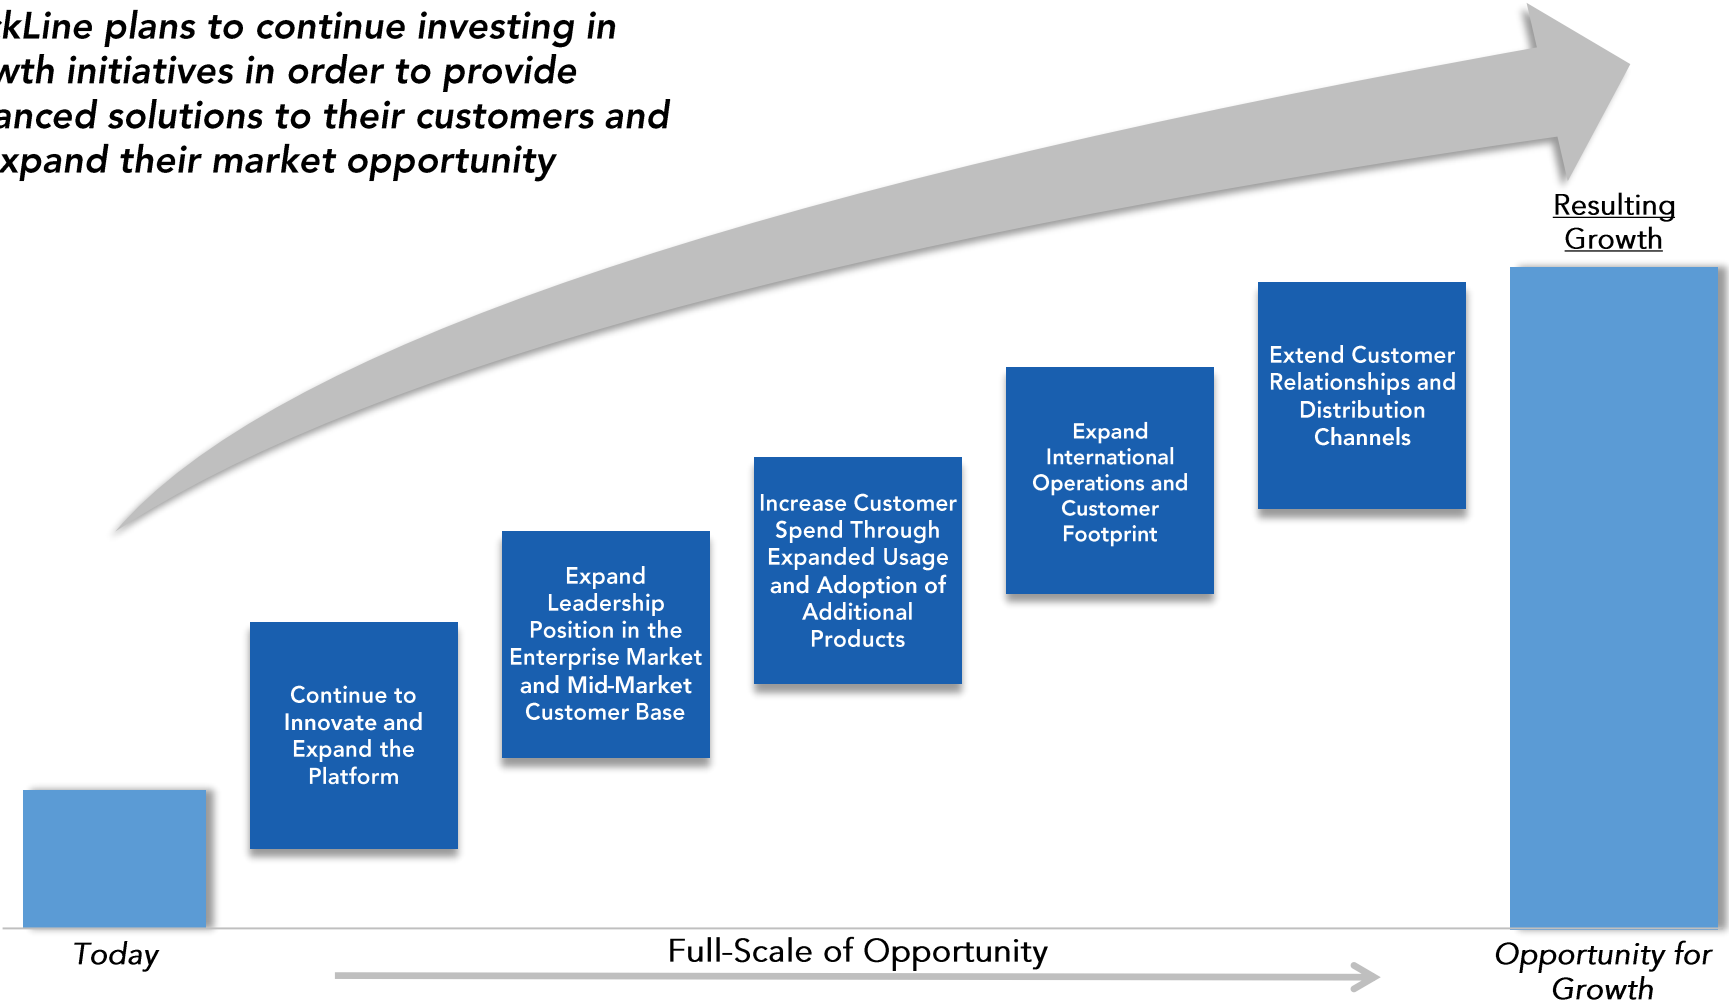 kLine plans to continue investing in
wth initiatives in order to provide
anced solutions to their customers and
xpand their market opportunity
Resulting
Growth
Extend Customer
Relationships and
Distribution
Channels
Expand
International
Operations and
Customer
Footprint
Increase Customer
Spend Through
Expanded Usage
and Adoption of
Additional
Products
Expand
Leadership
Position in the
Enterprise Market
and Mid-Market
Customer Base
Continue to
Innovate and
Expand the
Platform
Today
Full-Scale of Opportunity
Opportunity for
Growth